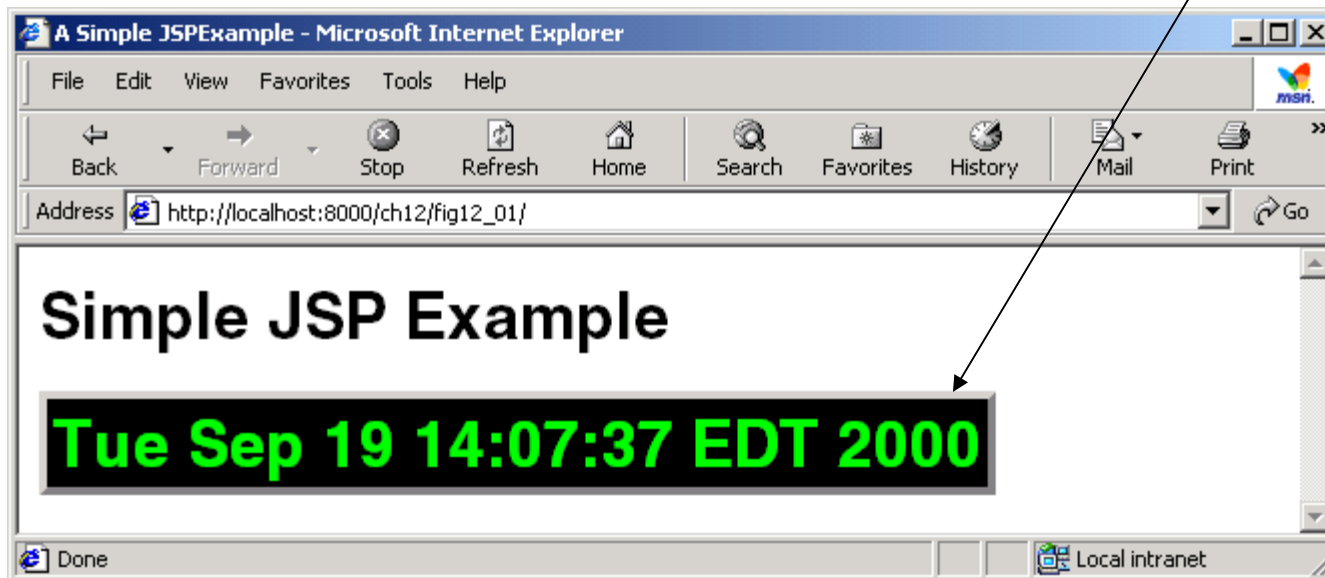 A Simple JSPExample - Microsoft Internet Explorer
File Edit View Favorites Tools Help
msn.
Back Forward Stop Refresh Home Search Favorites History Mail Print »
Address http://localhost:8000/ch12/fig12_01/ Go
Simple JSP Example
Tue Sep 19 14:07:37 EDT 2000
Done Local intranet